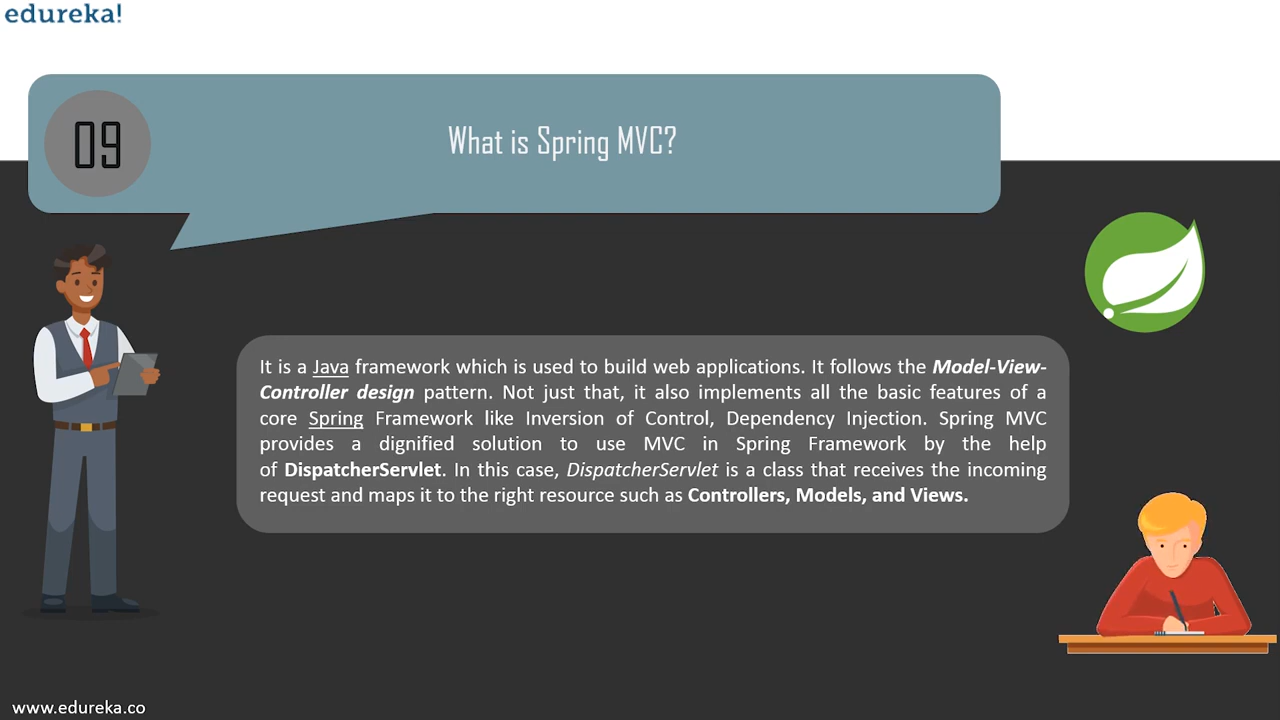 edureka!
09
What is Spring MVC?
It is a Java framework which is used to build web applications. It follows the Model-View-
Controller design pattern. Not just that, it also implements all the basic features of a
core Spring Framework like Inversion of Control, Dependency Injection. Spring MVC
provides a dignified solution to use MVC in Spring Framework by the help
of DispatcherServlet. In this case, DispatcherServlet is a class that receives the incoming
request and maps it to the right resource such as Controllers, Models, and Views.
www.edureka.co